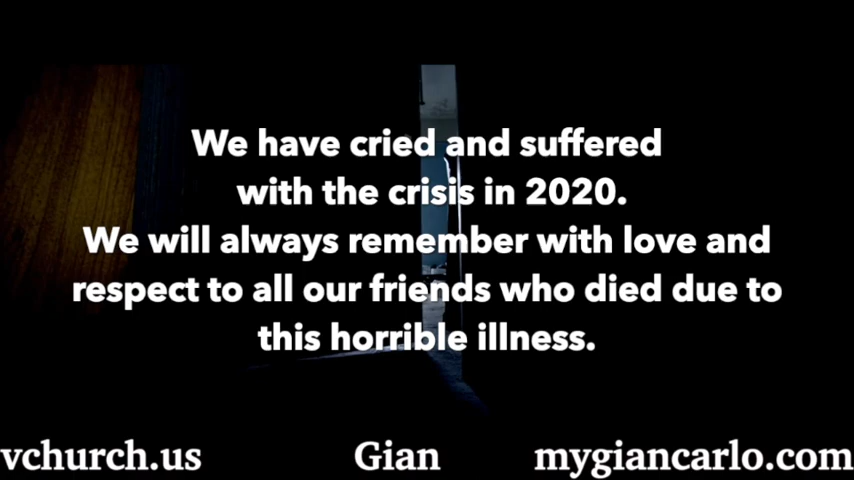 We have cried and suffered
with the crisis in 2020.
We will always remember with love and
respect to all our friends who died due to
this horrible illness.
vchurch.us Gian mygiancarlo.com